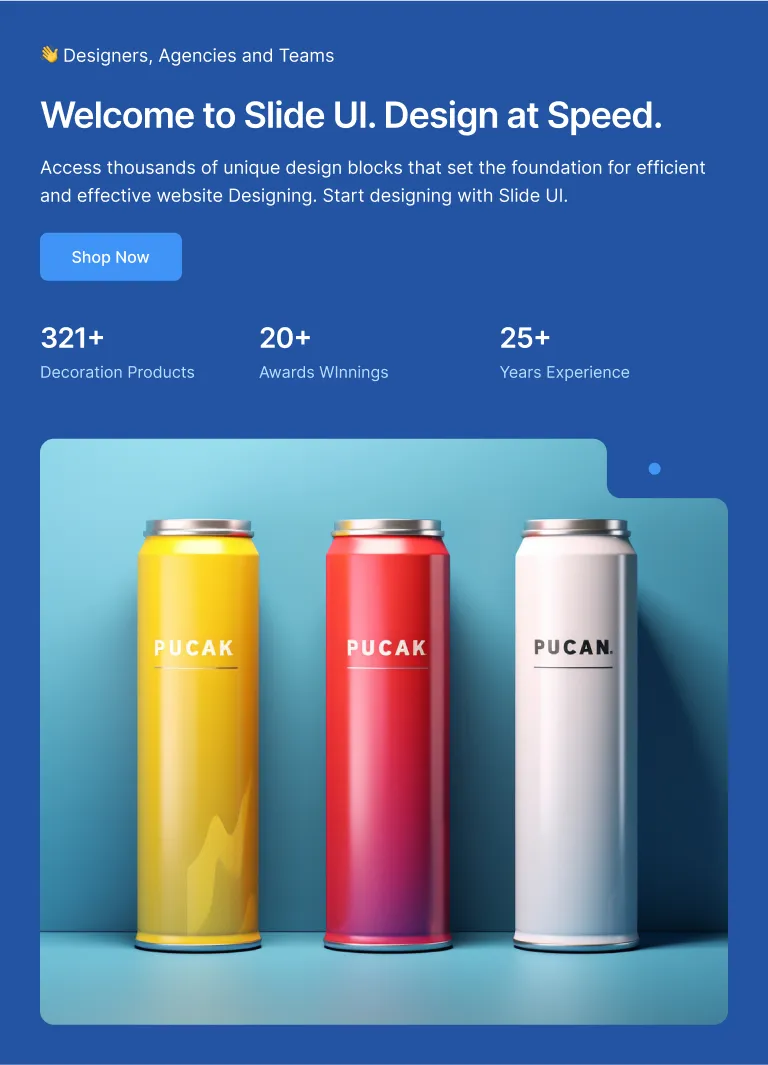 👋 Designers, Agencies and Teams
Welcome to Slide UI. Design at Speed.
Access thousands of unique design blocks that set the foundation for efficient
and effective website Designing. Start designing with Slide UI.
Shop Now
321+ 20+ 25+
Decoration Products Awards WInnings Years Experience
PUCAK PUCAK PUCAN.